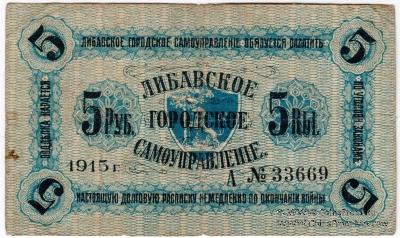 5 5
ЛИБАВСКОЕ ГОРОДСКОЕ САМОУПРАВЛЕНІЕ ОБЯЗУЕТСЯ ОПЛАТИТЬ
ЛИБАВСКОЕ
5 РУБ. ГОРОДСКОЕ 5 RBL.
САМОУПРАВЛЕНІЕ.
1915 г.
А № 33669
НАСТОЯЩУЮ ДОЛГОВУЮ РАСПИСКУ НЕМЕДЛЕННО ПО ОКОНЧАНІИ ВОЙНЫ
5 5